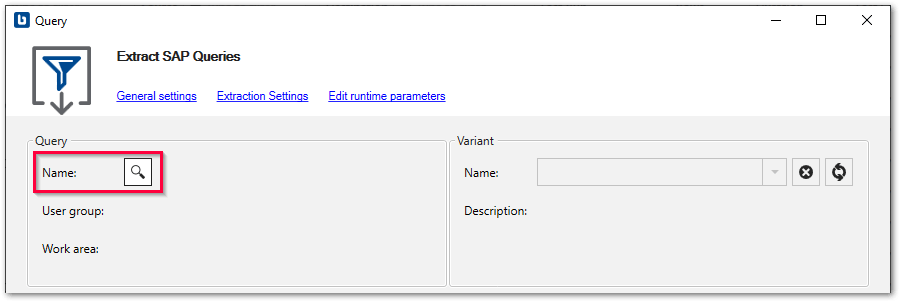 Query
Extract SAP Queries
General settings Extraction Settings Edit runtime parameters
Query
Name:
User group:
Work area:
Variant
Name:
Description: